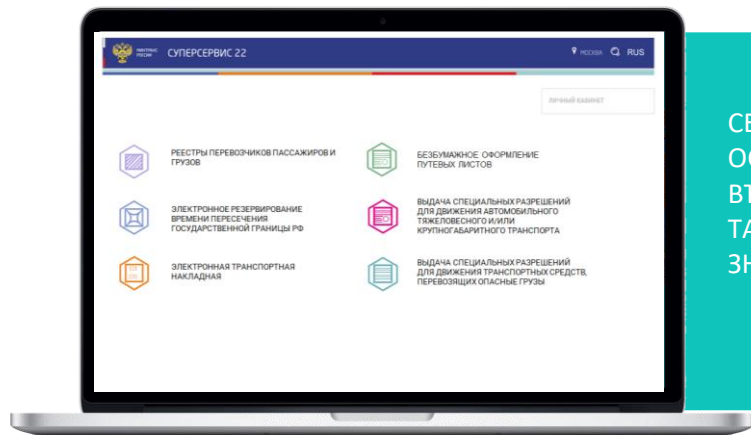 МИНТРАНС
РОССИИ
СУПЕРСЕРВИС 22
МОСКВА
RUS
ЛИЧНЫЙ КАБИНЕТ
РЕЕСТРЫ ПЕРЕВОЗЧИКОВ ПАССАЖИРОВ И
ГРУЗОВ
БЕЗБУМАЖНОЕ ОФОРМЛЕНИЕ
ПУТЕВЫХ ЛИСТОВ
ЭЛЕКТРОННОЕ РЕЗЕРВИРОВАНИЕ
ВРЕМЕНИ ПЕРЕСЕЧЕНИЯ
ГОСУДАРСТВЕННОЙ ГРАНИЦЫ РФ
ВЫДАЧА СПЕЦИАЛЬНЫХ РАЗРЕШЕНИЙ
ДЛЯ ДВИЖЕНИЯ АВТОМОБИЛЬНОГО
ТЯЖЕЛОВЕСНОГО И/ИЛИ
КРУПНОГАБАРИТНОГО ТРАНСПОРТА
ЭЛЕКТРОННАЯ ТРАНСПОРТНАЯ
НАКЛАДНАЯ
ВЫДАЧА СПЕЦИАЛЬНЫХ РАЗРЕШЕНИЙ
ДЛЯ ДВИЖЕНИЯ ТРАНСПОРТНЫХ СРЕДСТВ,
ПЕРЕВОЗЯЩИХ ОПАСНЫЕ ГРУЗЫ